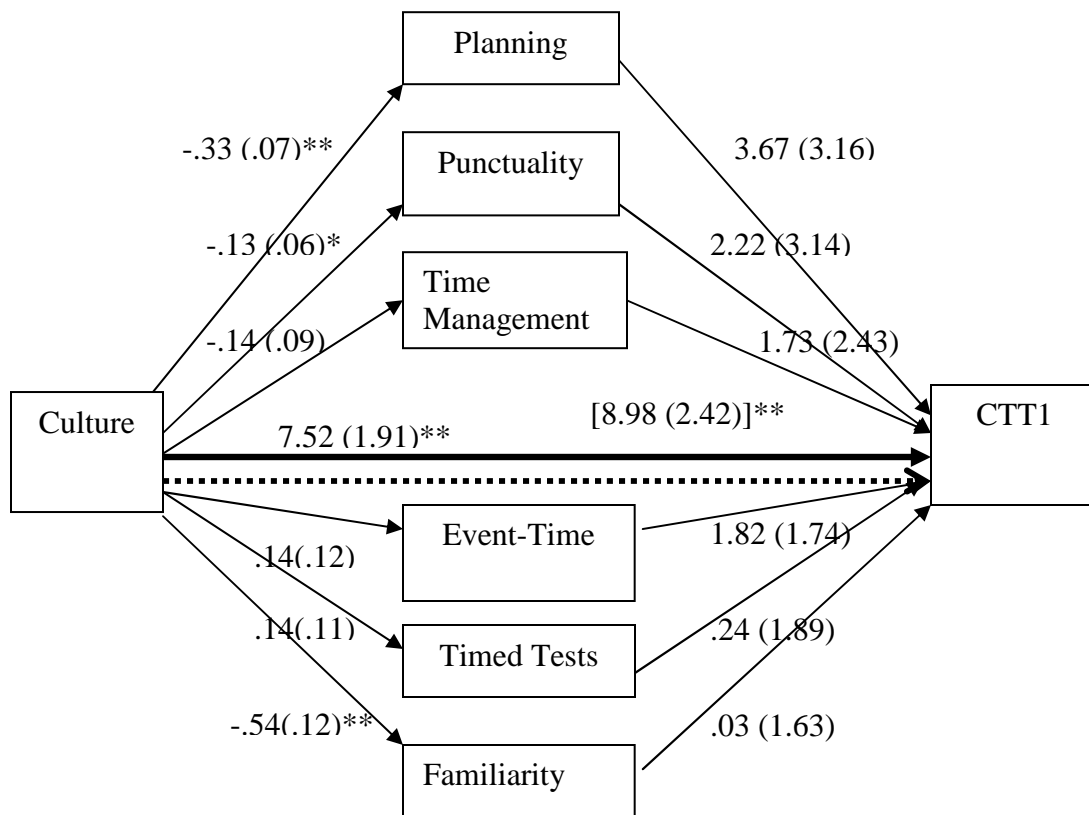 Planning
-.33 (.07)**
3.67 (3.16)
Punctuality
-.13 (.06)*
2.22 (3.14)
Time
Management
-.14 (.09)
1.73 (2.43)
Culture
7.52 (1.91)**
[8.98 (2.42)]**
CTT1
Event-Time
.14(.12)
1.82 (1.74)
Timed Tests
.14(.11)
.24 (1.89)
-.54(.12)**
.03 (1.63)
Familiarity